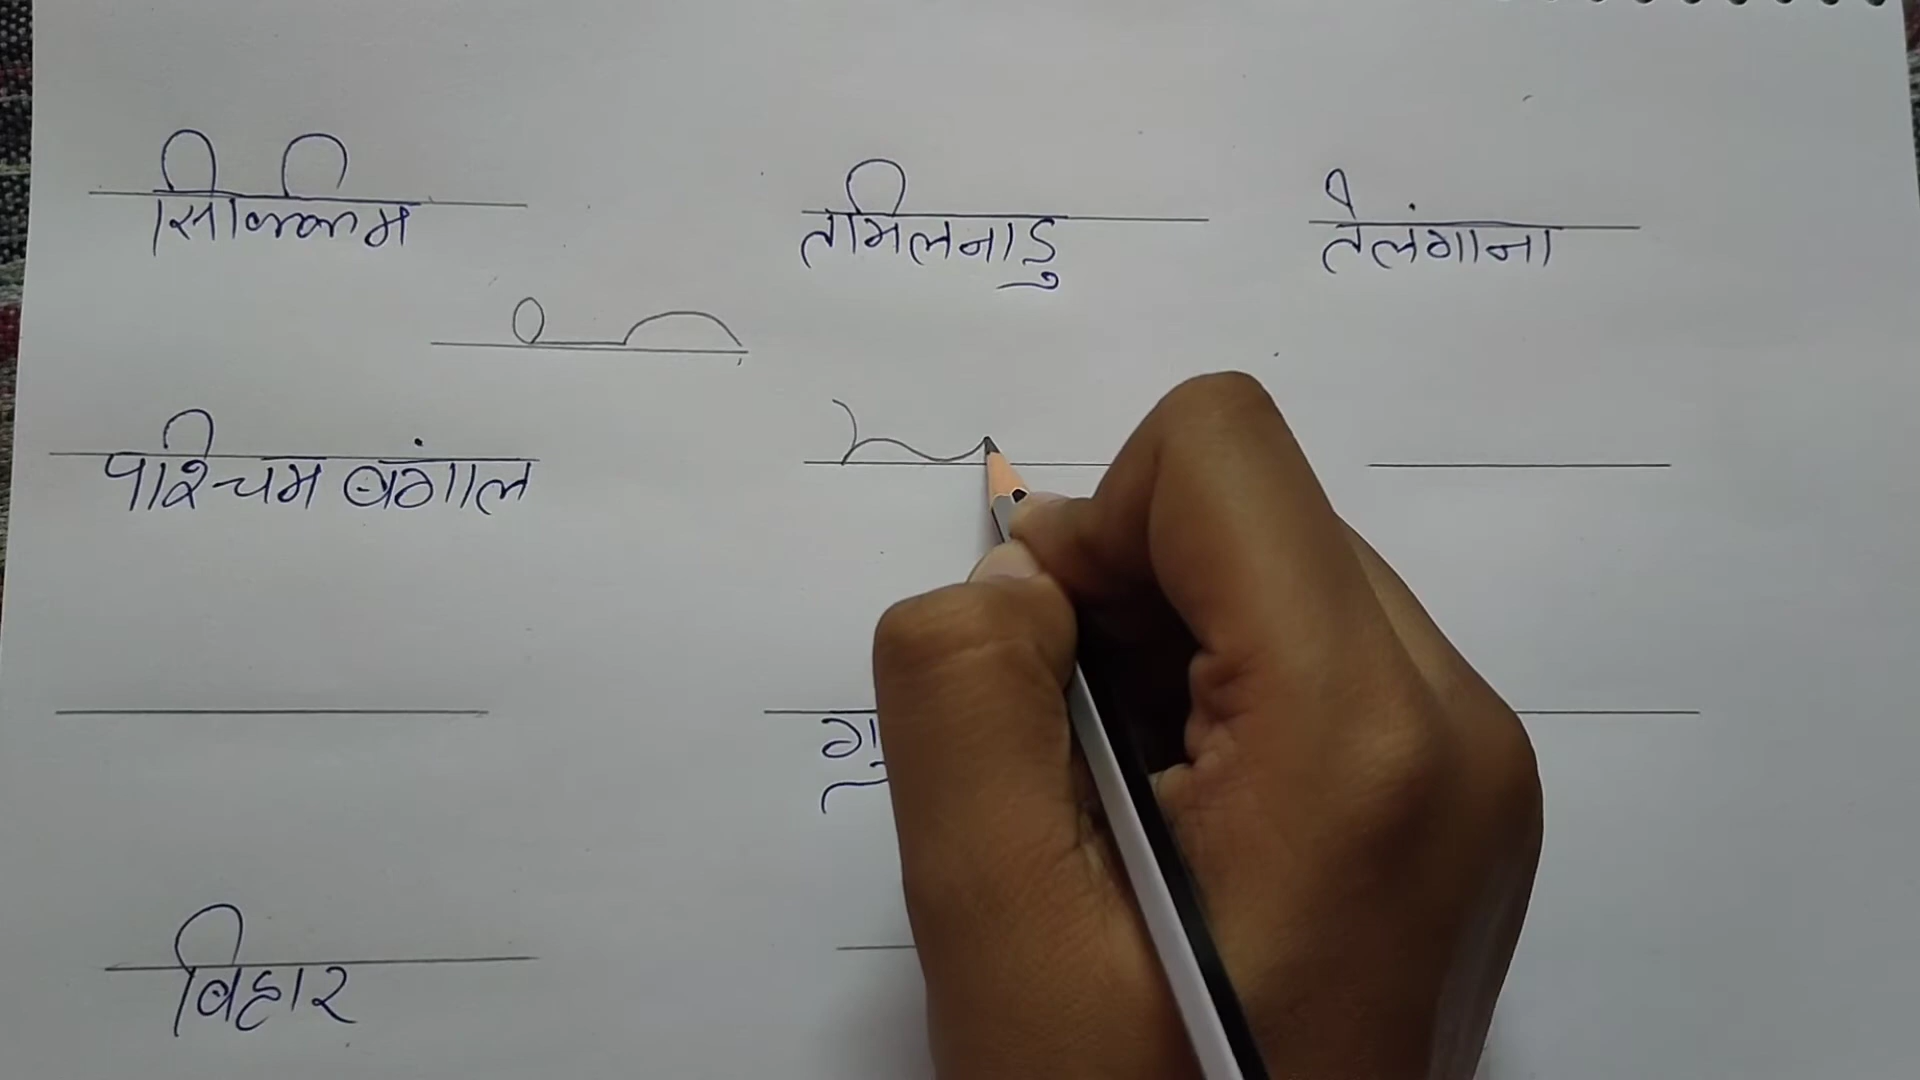 सिक्किम तमिलनाडु तेलंगाना
पश्चिम बंगाल
गु
बिहार